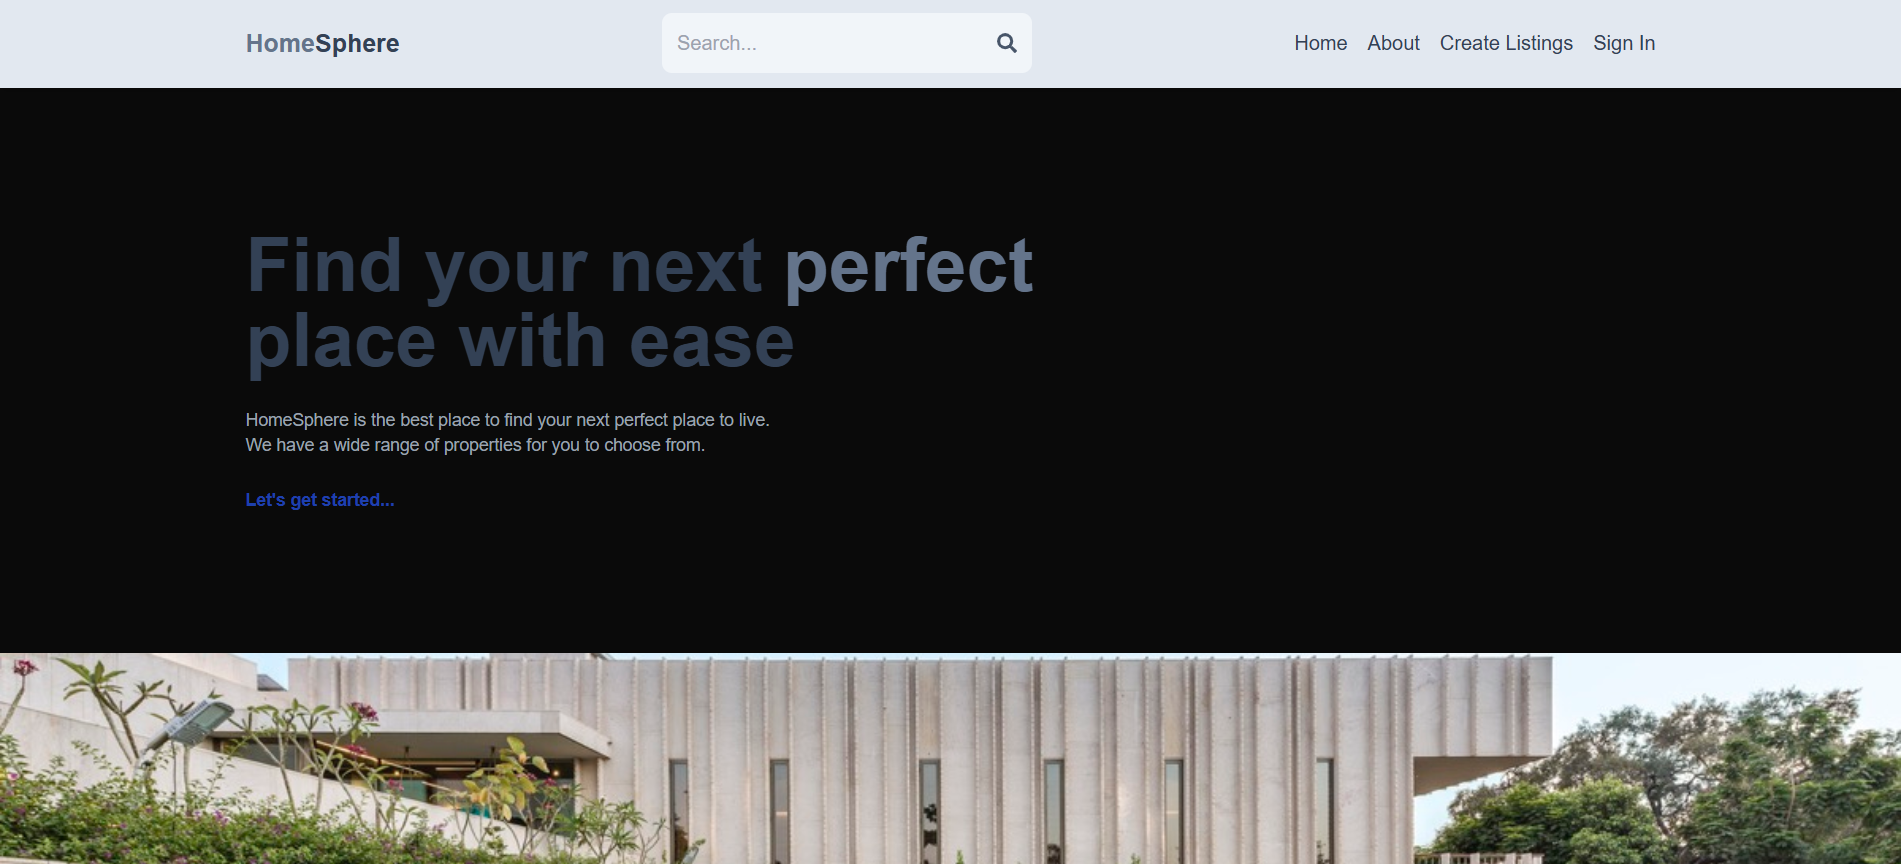 HomeSphere
Search...
Home About Create Listings Sign In
Find your next perfect
place with ease
HomeSphere is the best place to find your next perfect place to live.
We have a wide range of properties for you to choose from.
Let's get started...